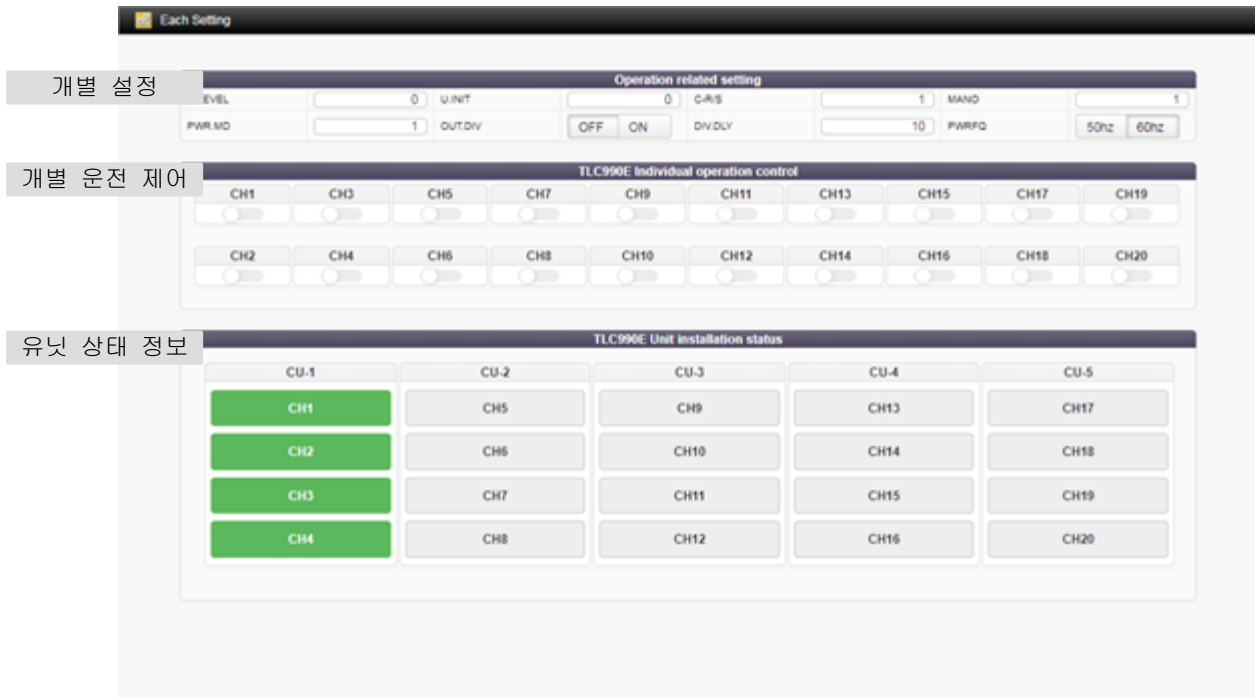 Each Setting
개별 설정
Operation related setting
EVEL 0 U.INIT 0 C-R/S 1 MANO 1
PWR.MD 1 OUT.DIV OFF ON DIV.DLY 10 PWRFQ 50hz 60hz
개별 운전 제어
TLC990E Individual operation control
CH1 CH3 CH5 CH7 CH9 CH11 CH13 CH15 CH17 CH19
CH2 CH4 CH6 CH8 CH10 CH12 CH14 CH16 CH18 CH20
유닛 상태 정보
TLC990E Unit installation status
CU-1 CU-2 CU-3 CU-4 CU-5
CH1 CH5 CH9 CH13 CH17
CH2 CH6 CH10 CH14 CH18
CH3 CH7 CH11 CH15 CH19
CH4 CH8 CH12 CH16 CH20